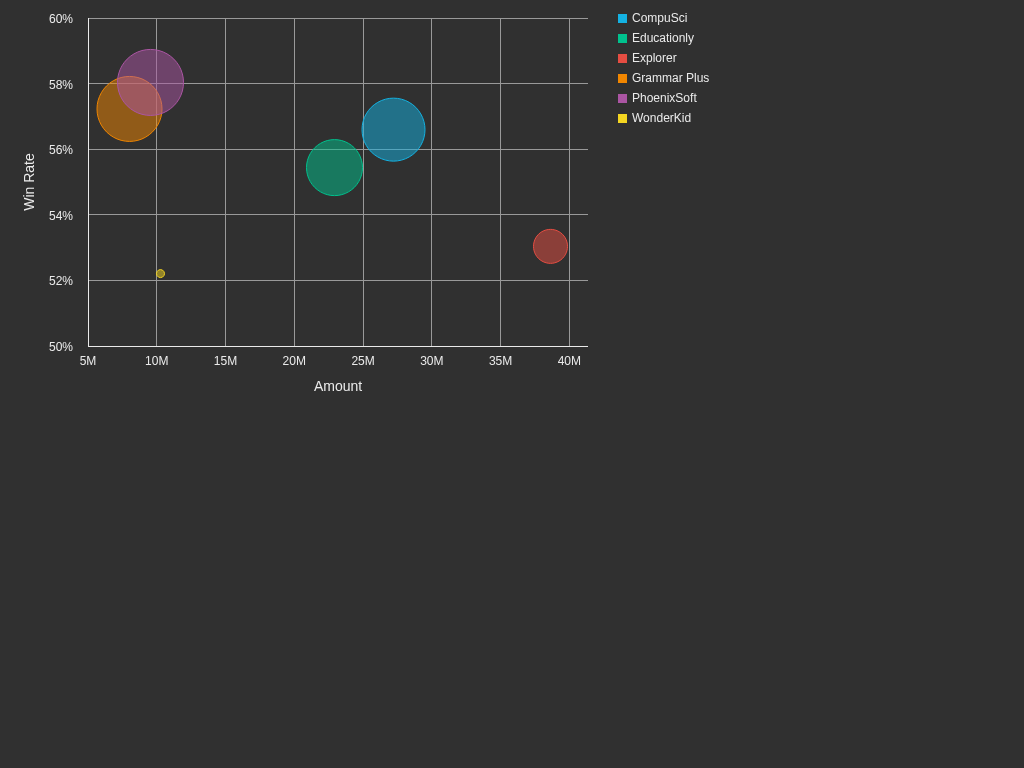 60%
58%
56%
54%
52%
50%
Win Rate
5M
10M
15M
20M
25M
30M
35M
40M
Amount
CompuSci
Educationly
Explorer
Grammar Plus
PhoenixSoft
WonderKid